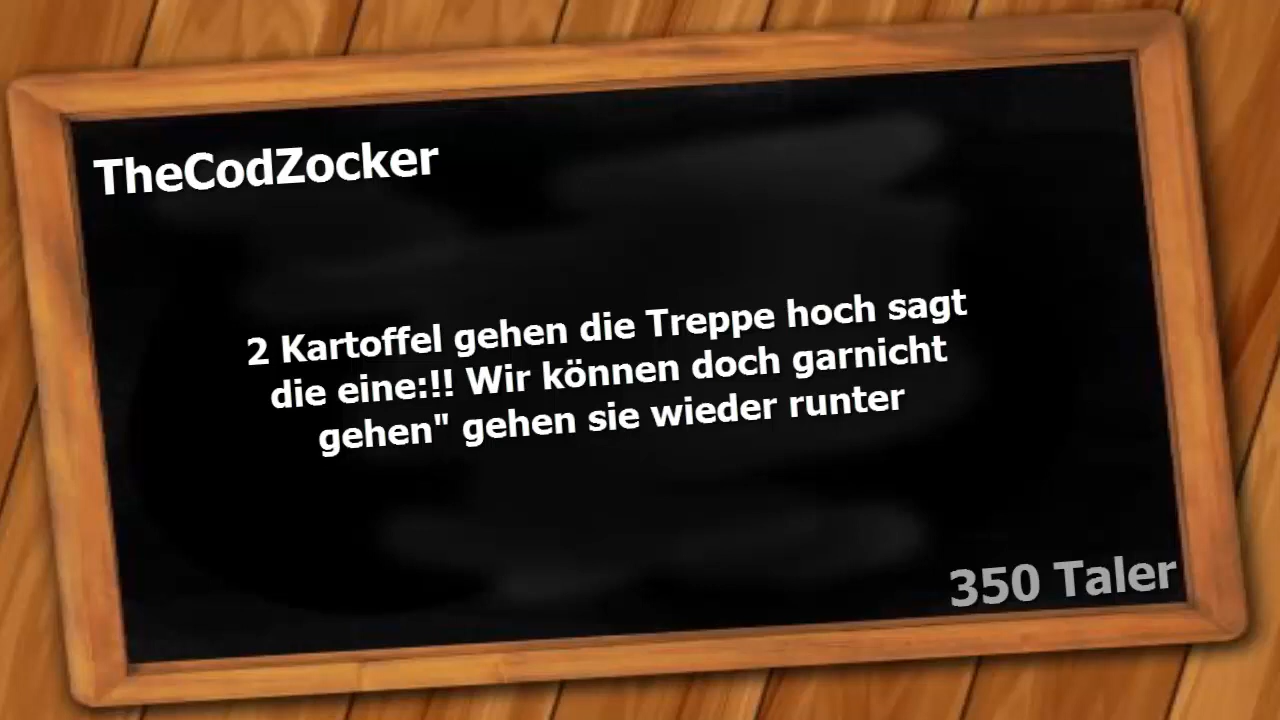 TheCodZocker
2 Kartoffel gehen die Treppe hoch sagt
die eine:!! Wir können doch garnicht
gehen" gehen sie wieder runter
350 Taler